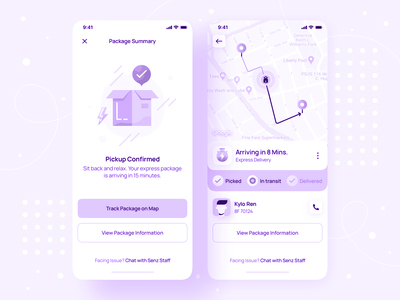 9:41
Package Summary
Pickup Confirmed
Sit back and relax. Your express package
is arriving in 15 minutes.
Track Package on Map
View Package Information
Facing issue? Chat with Senz Staff
9:41
Liberty First
Arriving in 8 Mins.
Express Delivery
Picked
In transit
Delivered
Kylo Ren
BF 70124
View Package Information
Facing issue? Chat with Senz Staff